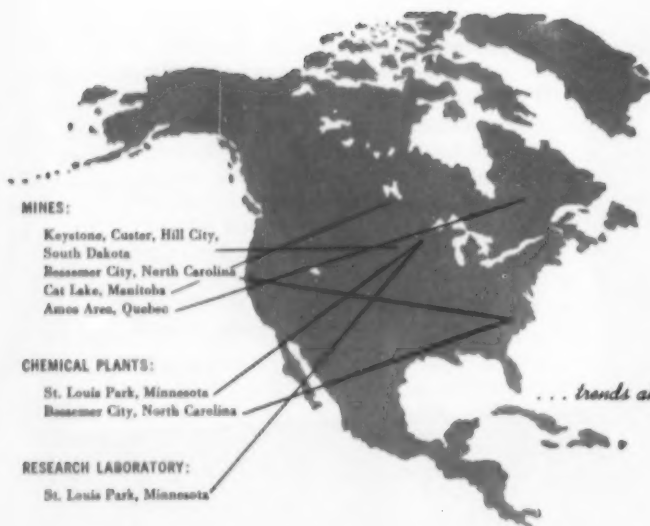 MINES:
Keystone, Custer, Hill City,
South Dakota
Bessemer City, North Carolina
Cat Lake, Manitoba
Amos Area, Quebec
CHEMICAL PLANTS:
St. Louis Park, Minnesota
Bessemer City, North Carolina
... trends
RESEARCH LABORATORY:
St. Louis Park, Minnesota